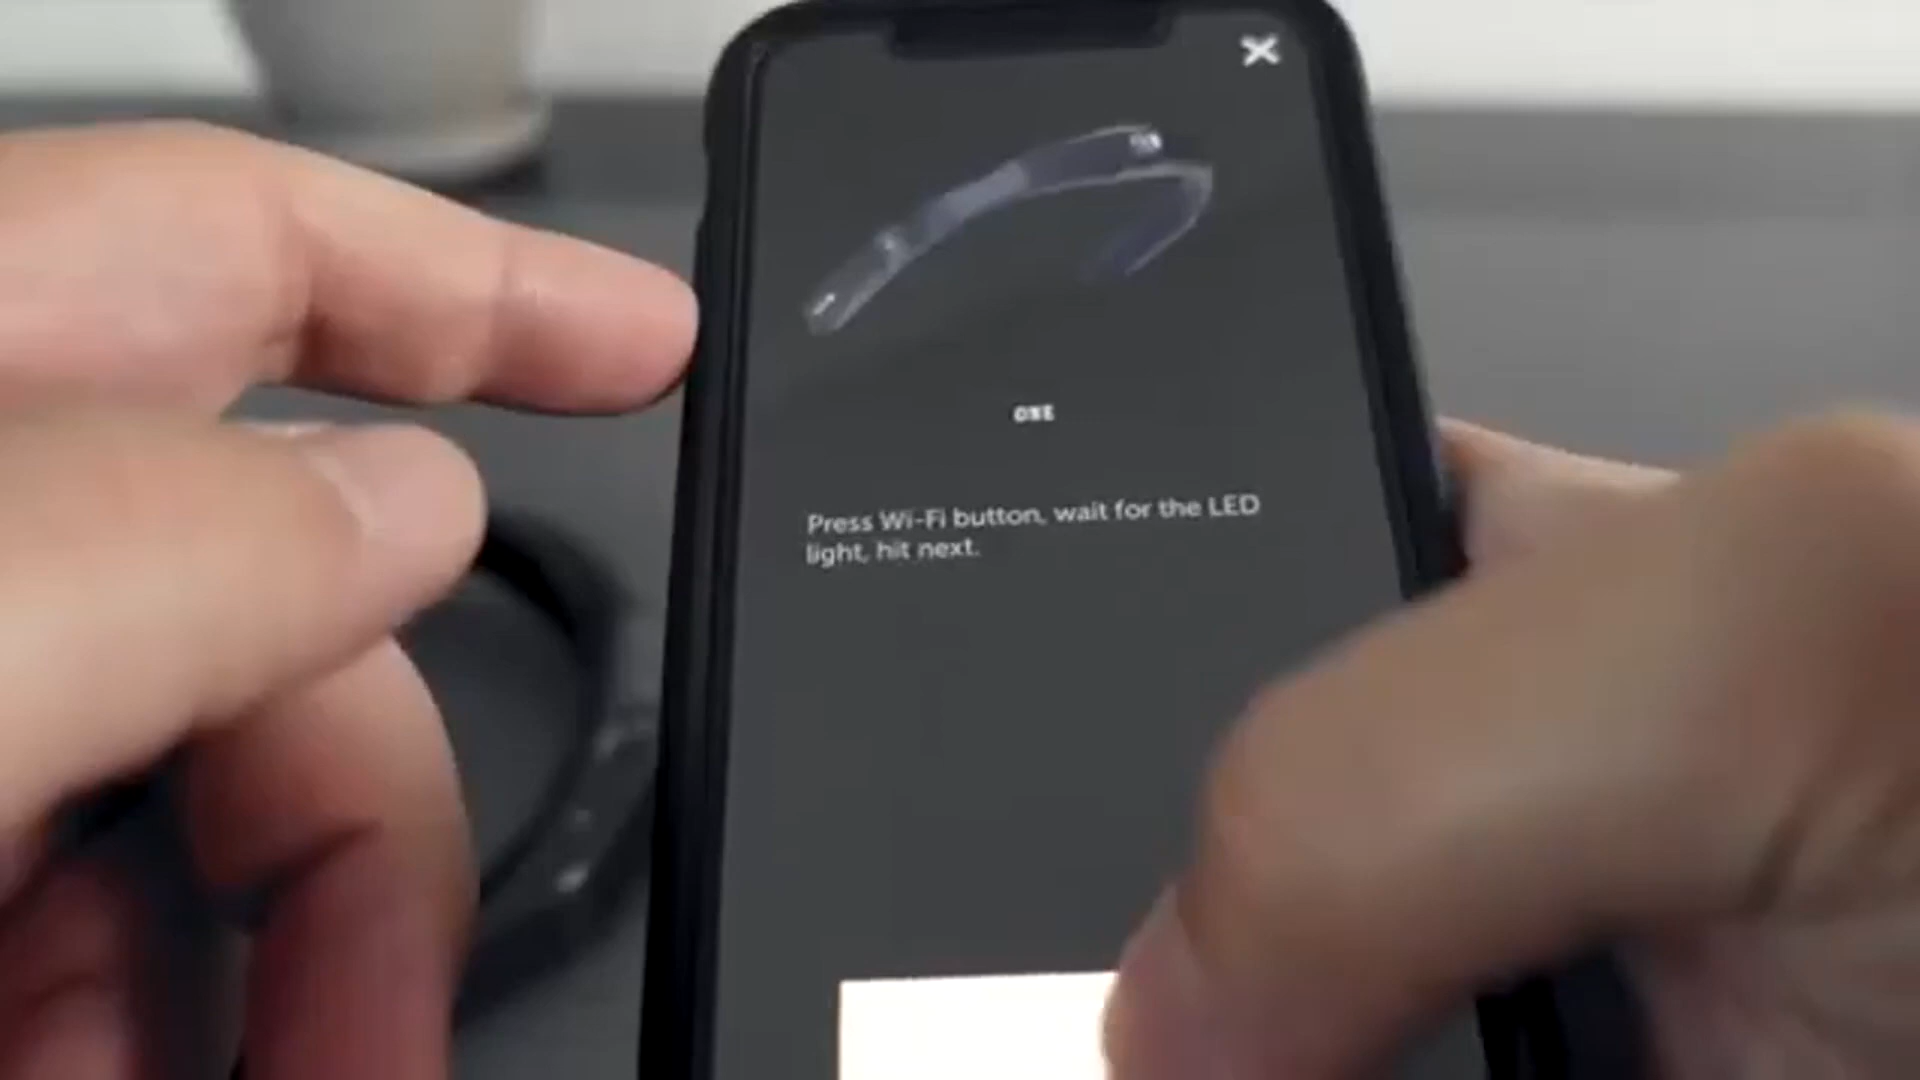 ONE
Press Wi-Fi button, wait for the LED
light, hit next.